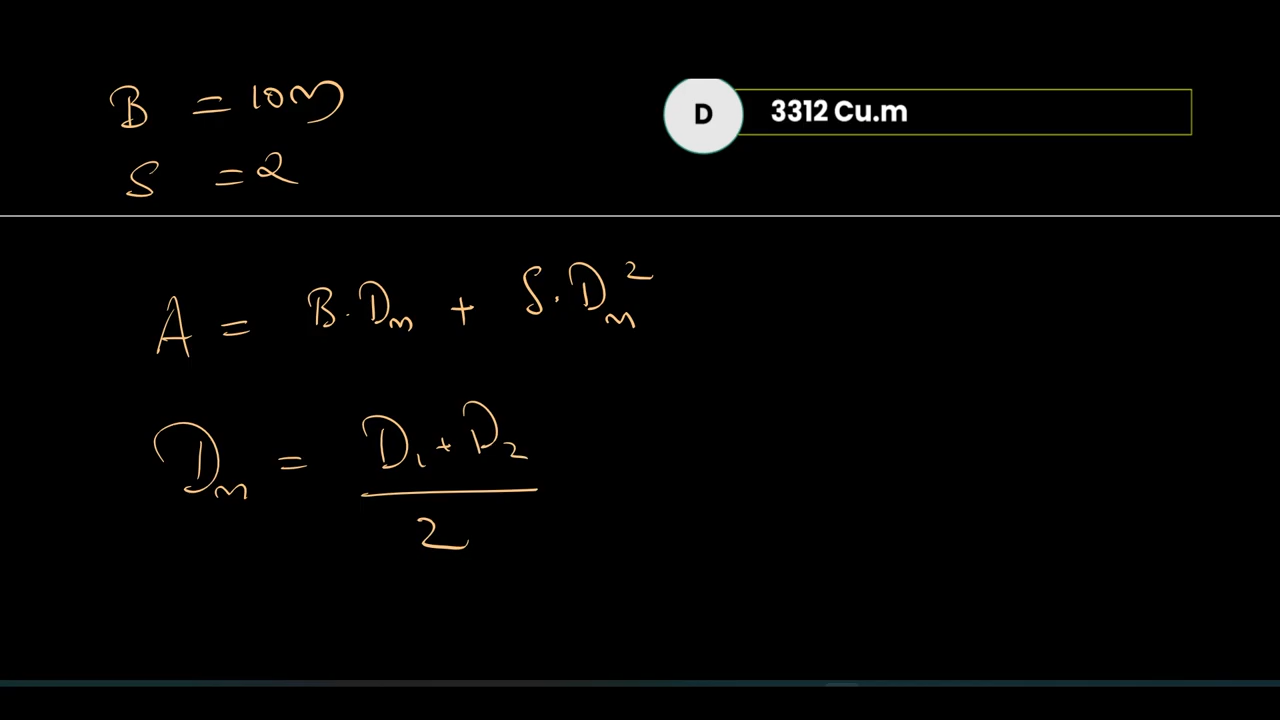 B = 10m
S = 2
D 3312 Cu.m
A = B.Dm + S.Dm²
Dm = D1 + D2
2